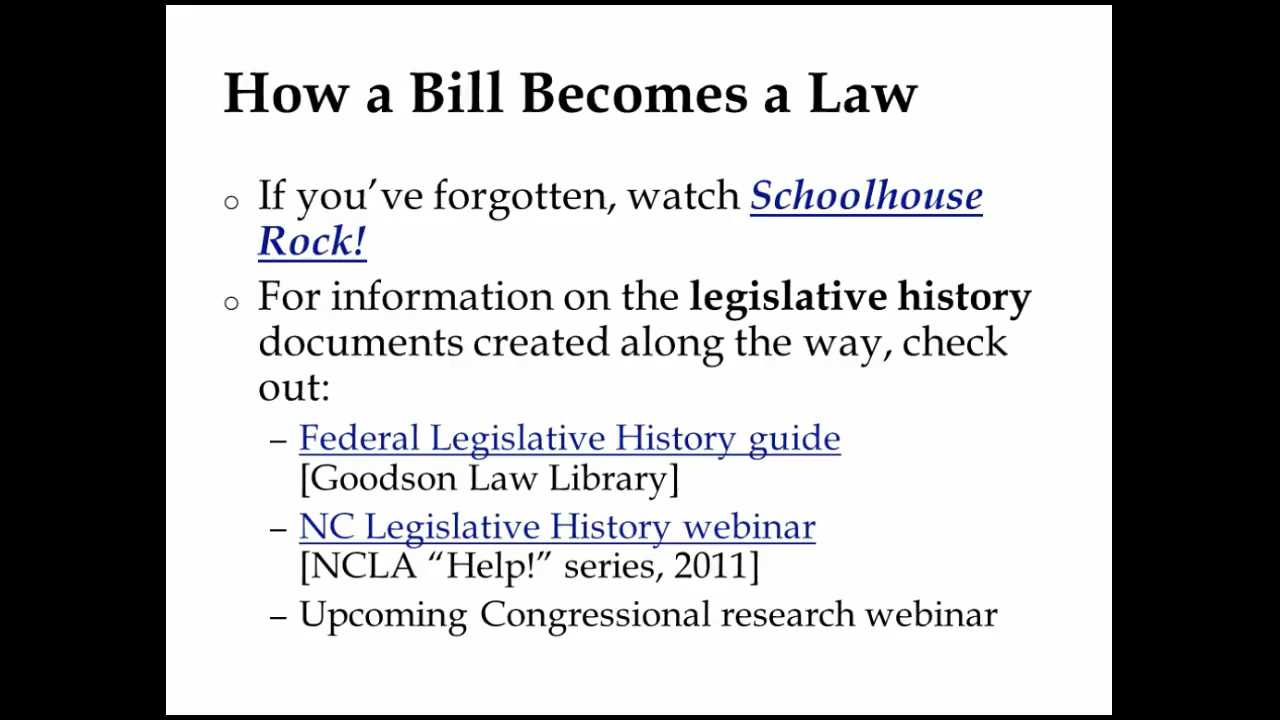 How a Bill Becomes a Law
○ If you’ve forgotten, watch Schoolhouse
Rock!
○ For information on the legislative history
documents created along the way, check
out:
– Federal Legislative History guide
[Goodson Law Library]
– NC Legislative History webinar
[NCLA “Help!” series, 2011]
– Upcoming Congressional research webinar